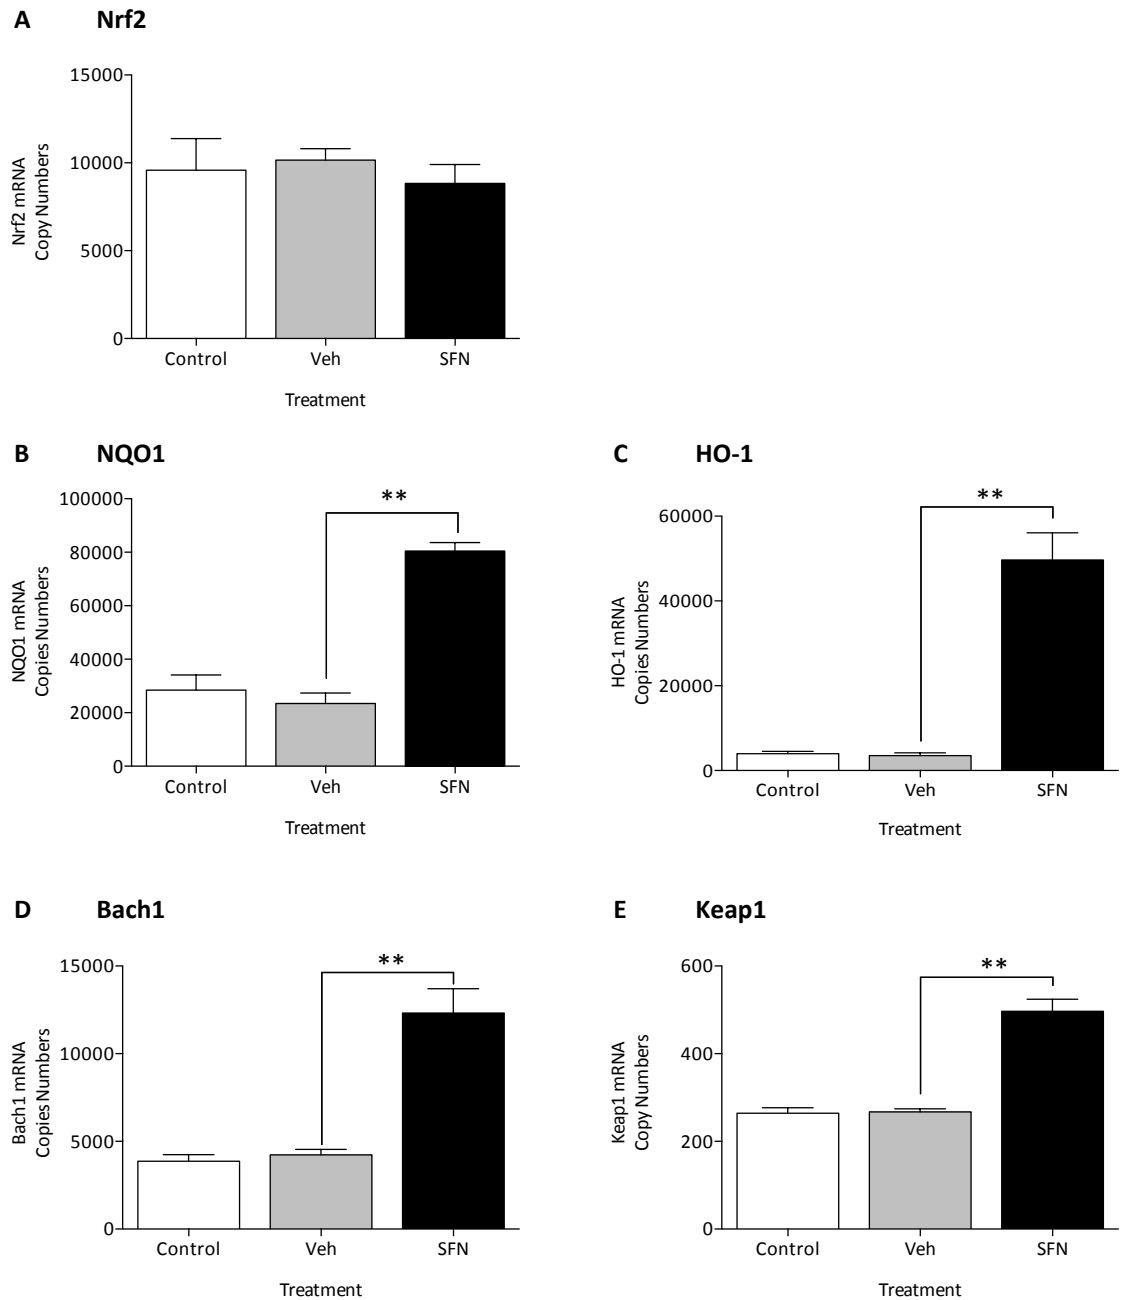 A Nrf2
Nrf2 mRNA
Copy Numbers
15000
10000
5000
0
Control Veh SFN
Treatment
B NQO1
NQO1 mRNA
Copies Numbers
100000
80000
60000
40000
20000
0
**
Control Veh SFN
Treatment
C HO-1
HO-1 mRNA
Copies Numbers
60000
40000
20000
0
**
Control Veh SFN
Treatment
D Bach1
Bach1 mRNA
Copies Numbers
15000
10000
5000
0
**
Control Veh SFN
Treatment
E Keap1
Keap1 mRNA
Copy Numbers
600
400
200
0
**
Control Veh SFN
Treatment